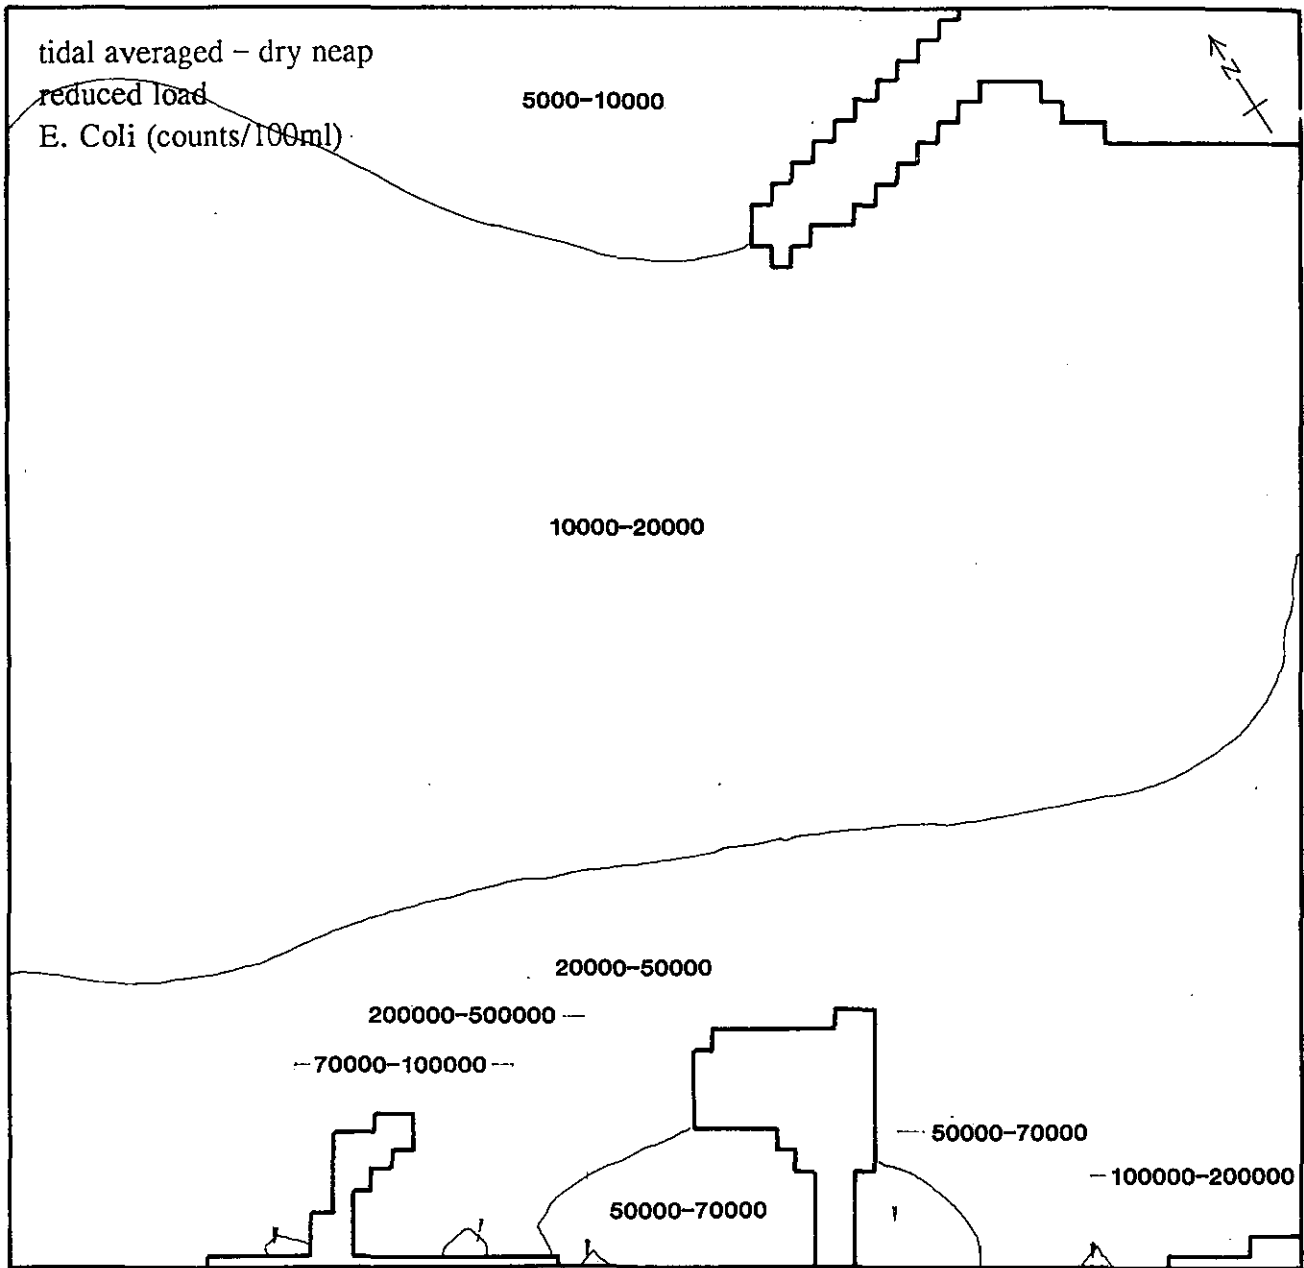 tidal averaged – dry neap
reduced load
E. Coli (counts/100ml)
5000–10000
N
10000–20000
20000–50000
200000–500000
70000–100000
50000–70000
100000–200000
50000–70000